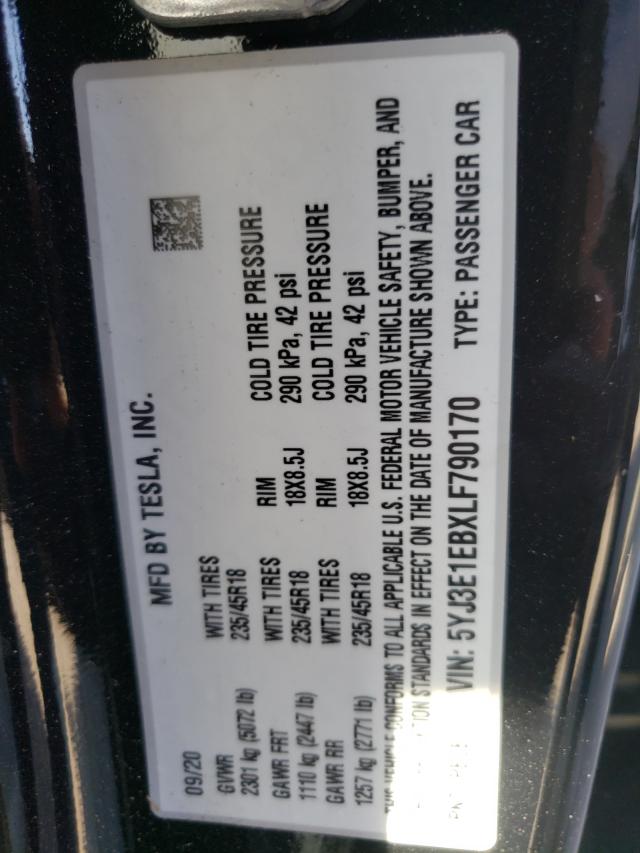 MFD BY TESLA, INC.
09/20
GVWR WITH TIRES RIM COLD TIRE PRESSURE
2301 kg (5072 lb) 235/45R18 18X8.5J 290 kPa, 42 psi
GAWR FRT WITH TIRES RIM COLD TIRE PRESSURE
1110 kg (2447 lb) 235/45R18 18X8.5J 290 kPa, 42 psi
GAWR RR WITH TIRES
1257 kg (2771 lb) 235/45R18
THIS VEHICLE CONFORMS TO ALL APPLICABLE U.S. FEDERAL MOTOR VEHICLE SAFETY, BUMPER, AND
STANDARDS IN EFFECT ON THE DATE OF MANUFACTURE SHOWN ABOVE.
VIN: 5YJ3E1EBXLF790170 TYPE: PASSENGER CAR